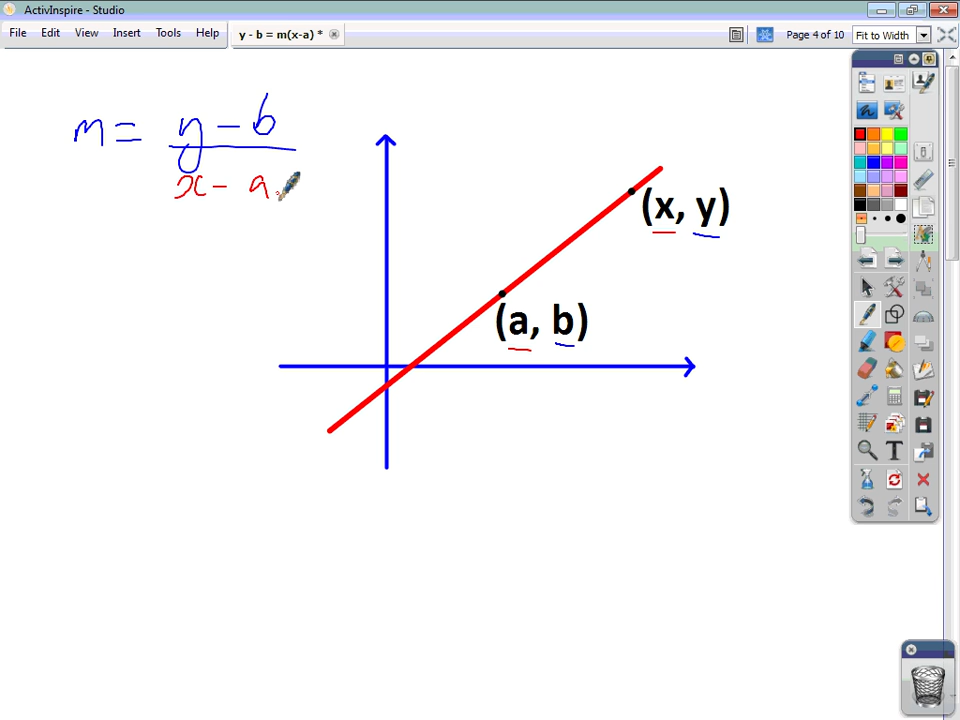 ActivInspire - Studio
File Edit View Insert Tools Help
y - b = m(x-a) *
Page 4 of 10
Fit to Width
m = y - b
x - a
(x, y)
(a, b)
T